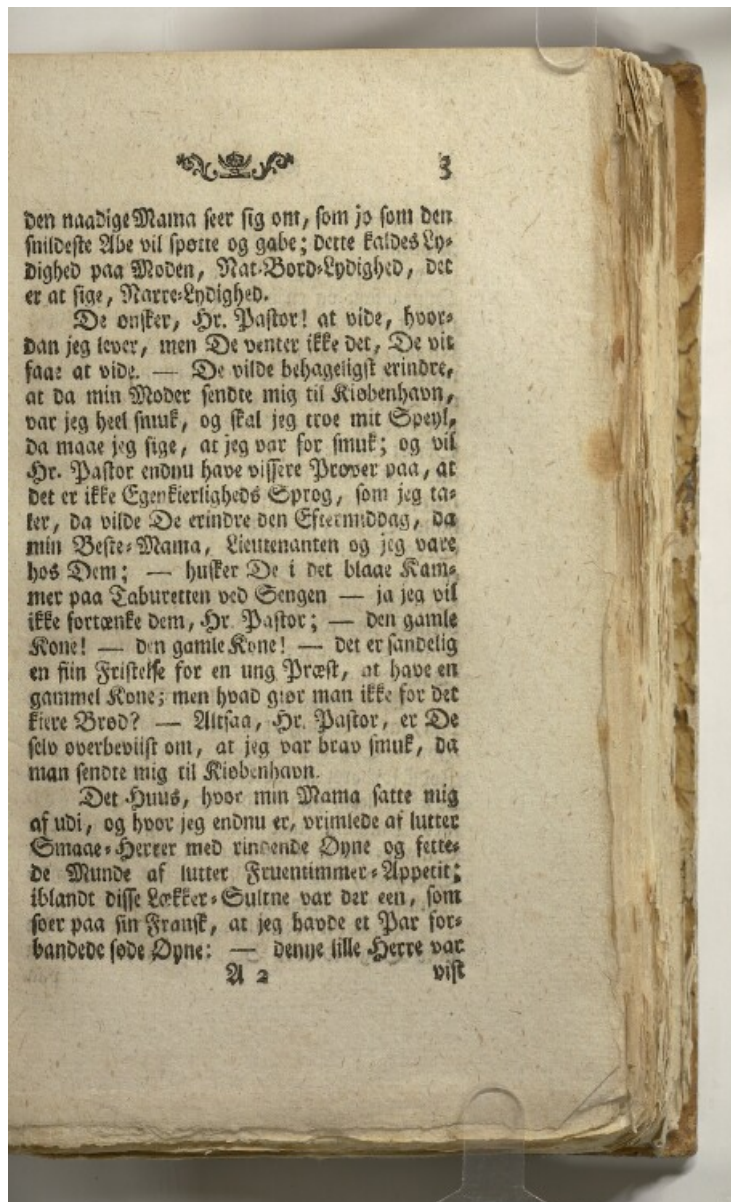 3
den naadige Mama seer sig om, som jo som den
snildeste Abe vil spotte og gabe; dette kaldes Ly-
dighed paa Moden, Nat-Bord-Lydighed, det
er at sige, Narre-Lydighed.
De onsker, Hr. Pastor! at vide, hvor-
dan jeg lever, men De venter ikke det, De vil
faae at vide. — De vilde behageligst erindre,
at da min Moder sendte mig til Kiøbenhavn,
var jeg heel smuk, og skal jeg troe mit Speyl,
da maae jeg sige, at jeg var for smuk; og vil
Hr. Pastor endnu have vissere Prøver paa, at
det er ikke Egenkierligheds Sprog, som jeg ta-
ler, da vilde De erindre den Eftermiddag, da
min Beste-Mama, Lieutenanten og jeg vare
hos Dem; — husker De i det blaae Kam-
mer paa Taburetten ved Sengen — ja jeg vil
ikke fortænke dem, Hr. Pastor; — den gamle
Kone! — den gamle Kone! — det er sandelig
en fiin Fristelse for en ung Præst, at have en
gammel Kone; men hvad giør man ikke for det
kiere Brød? — Altsaa, Hr. Pastor, er De
selv overbeviist om, at jeg var brav smuk, da
man sendte mig til Kiøbenhavn.
Det Huus, hvor min Mama satte mig
af udi, og hvor jeg endnu er, vrimlede af lutter
Smaae-Herrer med rindende Øyne og fette-
de Munde af lutter Fruentimmer-Appetit;
iblandt disse Lækker-Sultne var der een, som
soer paa sin Fransk, at jeg havde et Par for-
bandede søde Øyne: — denne lille Herre var
A 2 vist